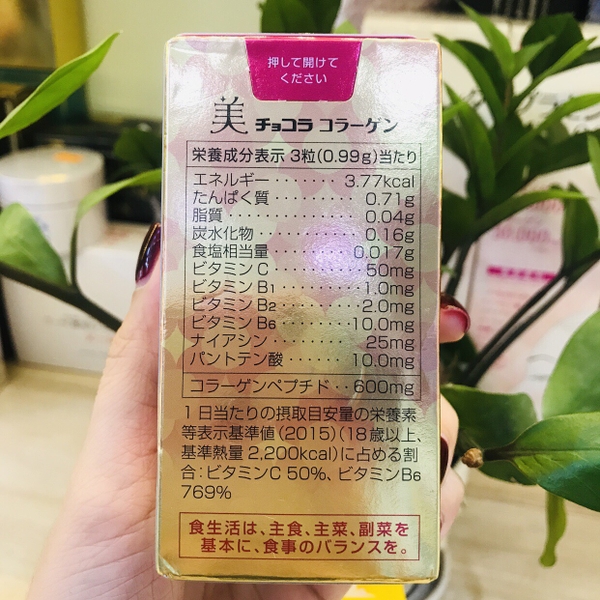 押して開けて
ください
美 チョコラ コラーゲン
栄養成分表示 3粒(0.99g)当たり
エネルギー・・・・・・・・・3.77kcal
たんぱく質・・・・・・・・・0.71g
脂質・・・・・・・・・・・・0.04g
炭水化物・・・・・・・・・・0.16g
食塩相当量・・・・・・・・・0.017g
ビタミンC・・・・・・・・・50mg
ビタミンB1・・・・・・・・1.0mg
ビタミンB2・・・・・・・・2.0mg
ビタミンB6・・・・・・・・10.0mg
ナイアシン・・・・・・・・・25mg
パントテン酸・・・・・・・・10.0mg
コラーゲンペプチド・・600mg
1日当たりの摂取目安量の栄養素
等表示基準値(2015)(18歳以上、
基準熱量2,200kcal)に占める割
合:ビタミンC 50%、ビタミンB6
769%
食生活は、主食、主菜、副菜を
基本に、食事のバランスを。